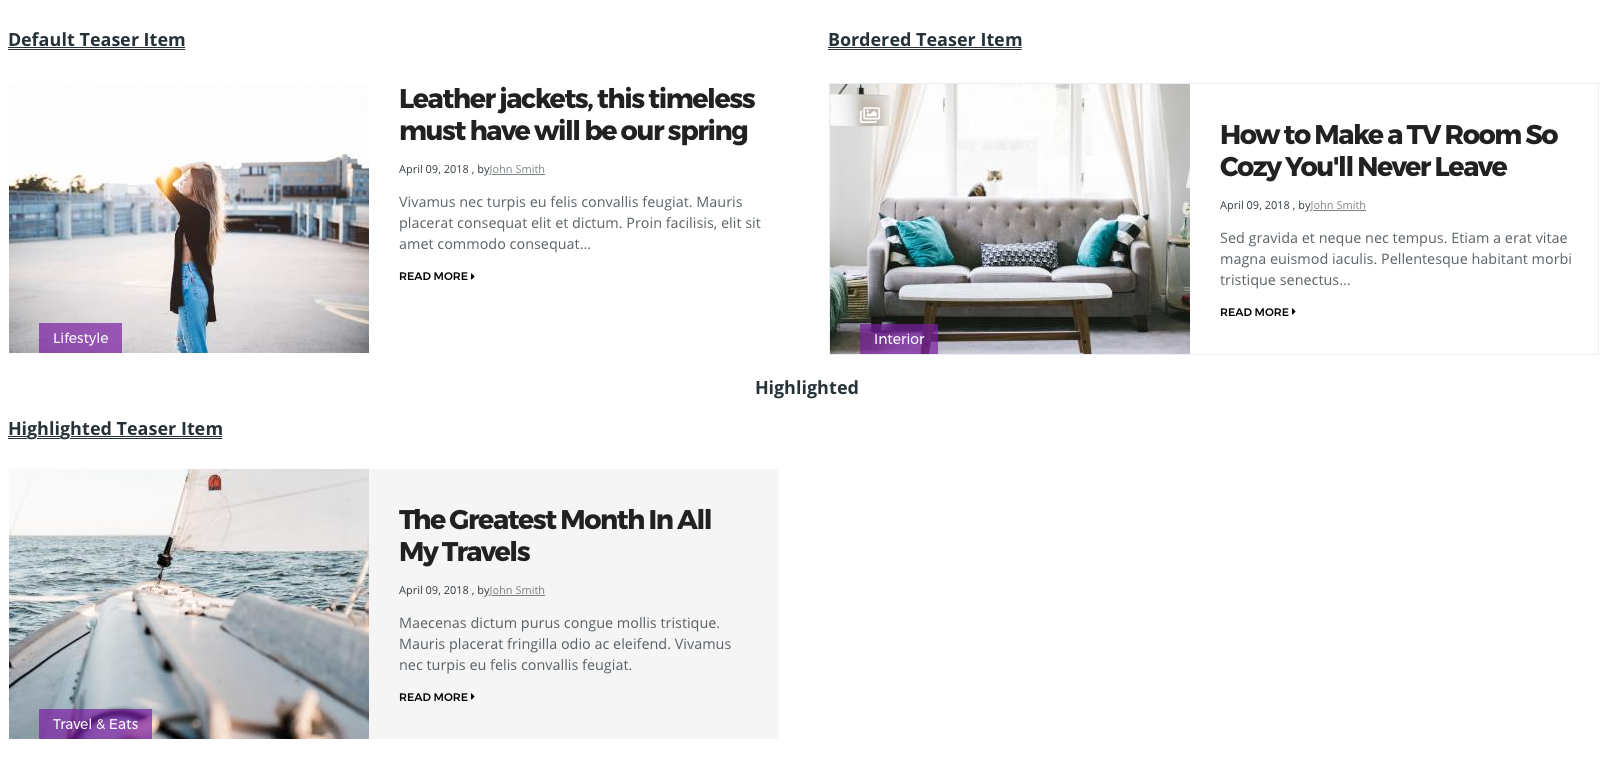 Default Teaser Item
Leather jackets, this timeless
must have will be our spring
April 09, 2018 , byJohn Smith
Vivamus nec turpis eu felis convallis feugiat. Mauris
placerat consequat elit et dictum. Proin facilisis, elit sit
amet commodo consequat...
READ MORE
Lifestyle
Bordered Teaser Item
How to Make a TV Room So
Cozy You'll Never Leave
April 09, 2018 , byJohn Smith
Sed gravida et neque nec tempus. Etiam a erat vitae
magna euismod iaculis. Pellentesque habitant morbi
tristique senectus...
READ MORE
Interior
Highlighted
Highlighted Teaser Item
The Greatest Month In All
My Travels
April 09, 2018 , byJohn Smith
Maecenas dictum purus congue mollis tristique.
Mauris placerat fringilla odio ac eleifend. Vivamus
nec turpis eu felis convallis feugiat.
READ MORE
Travel & Eats